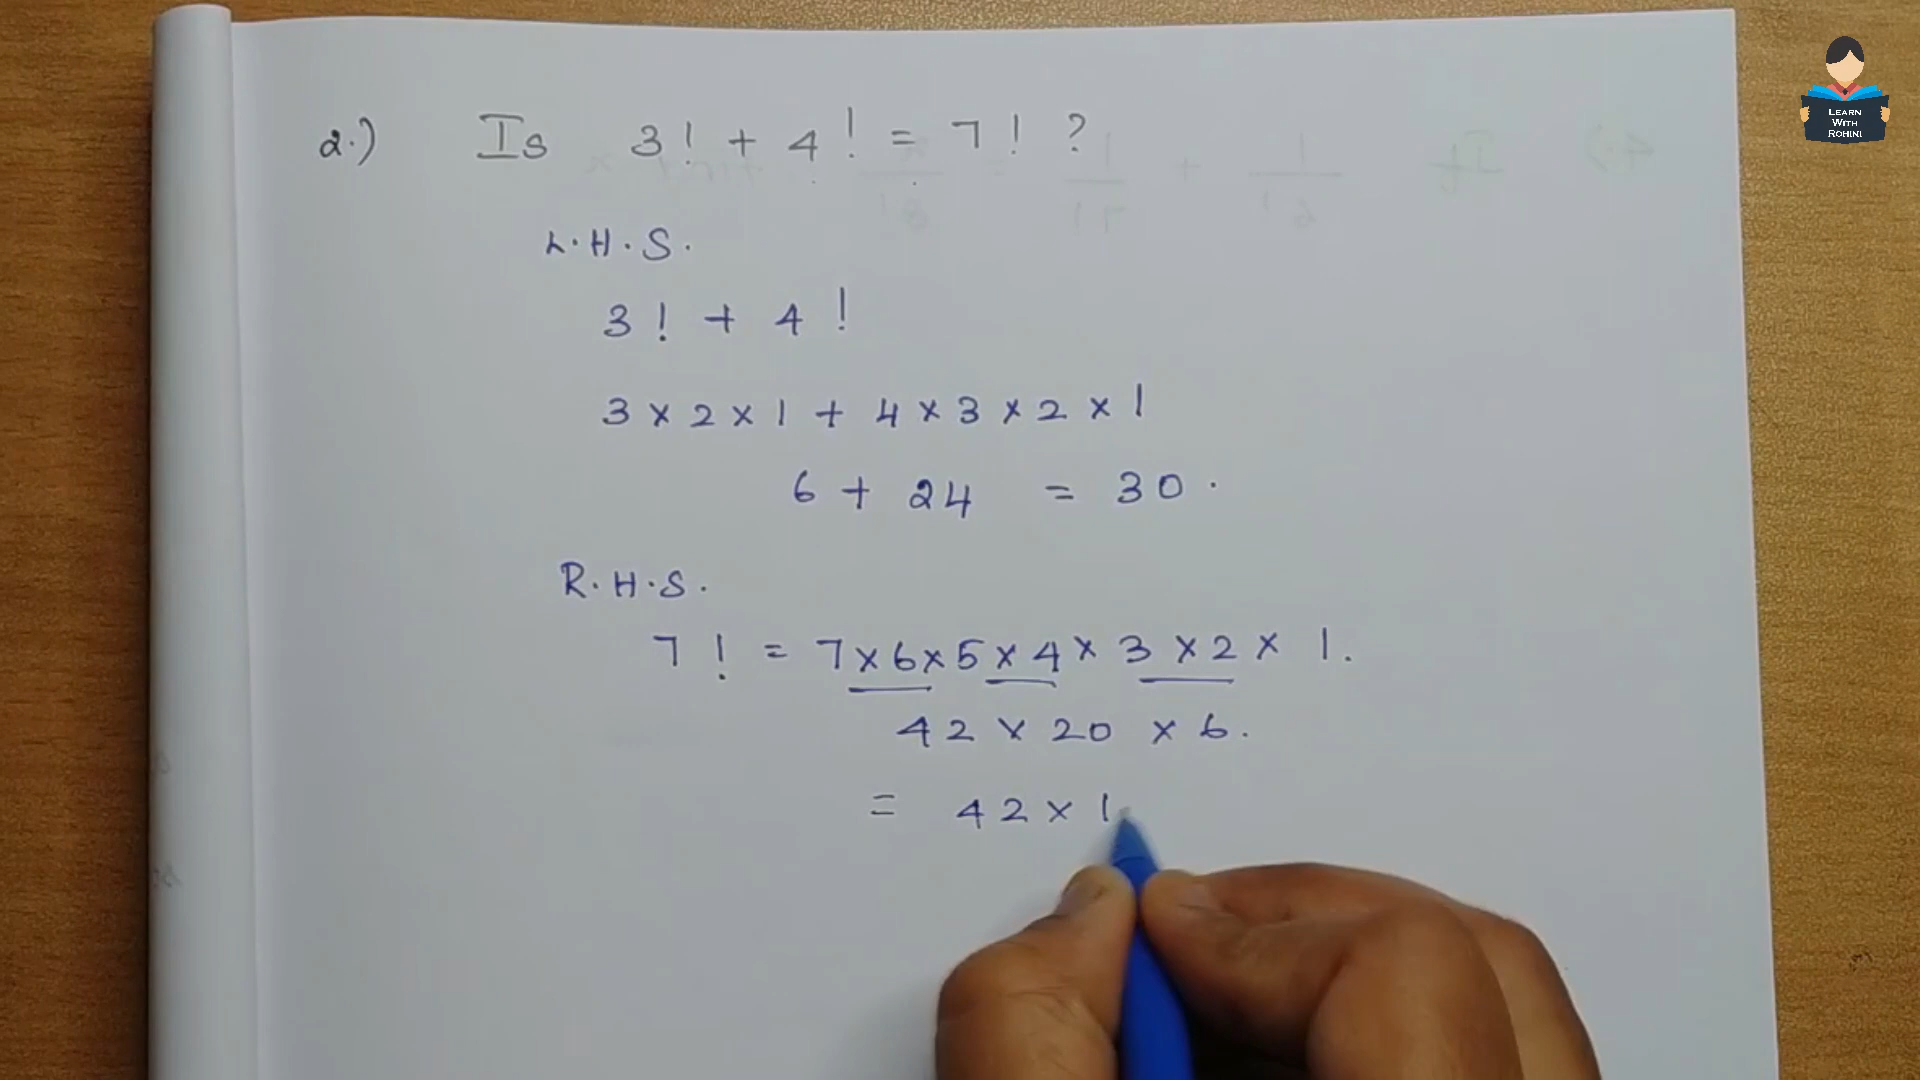 2.) Is 3! + 4! = 7! ?
L.H.S.
3! + 4!
3 × 2 × 1 + 4 × 3 × 2 × 1
6 + 24 = 30.
R.H.S.
7! = 7 × 6 × 5 × 4 × 3 × 2 × 1.
42 × 20 × 6.
= 42 × 1
LEARN
WITH
ROHINI